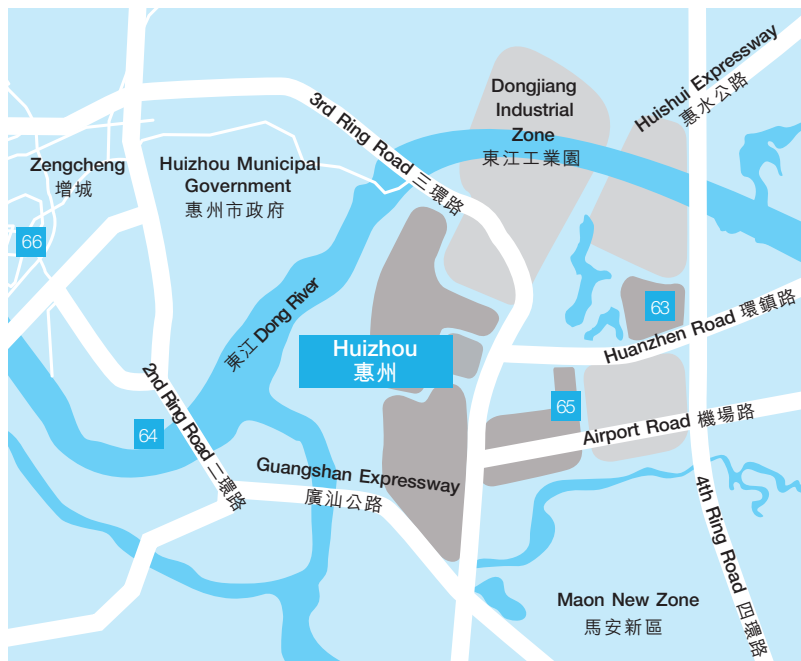 Huishui Expressway
惠水公路
Dongjiang
Industrial
Zone
東江工業園
3rd Ring Road 三環路
Zengcheng
增城
Huizhou Municipal
Government
惠州市政府
66
東江 Dong River
63
Huanzhen Road 環鎮路
Huizhou
惠州
2nd Ring Road 二環路
64
65
Airport Road 機場路
Guangshan Expressway
廣汕公路
4th Ring Road 四環路
Maon New Zone
馬安新區